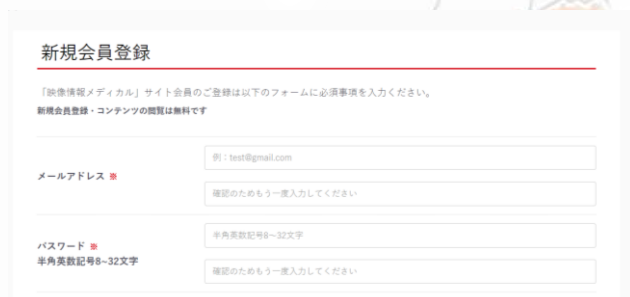 新規会員登録
「映像情報メディカル」サイト会員のご登録は以下のフォームに必須事項を入力ください。
新規会員登録・コンテンツの閲覧は無料です
メールアドレス ※
例：test@gmail.com
確認のためもう一度入力してください
パスワード ※
半角英数記号8~32文字
半角英数記号8~32文字
確認のためもう一度入力してください